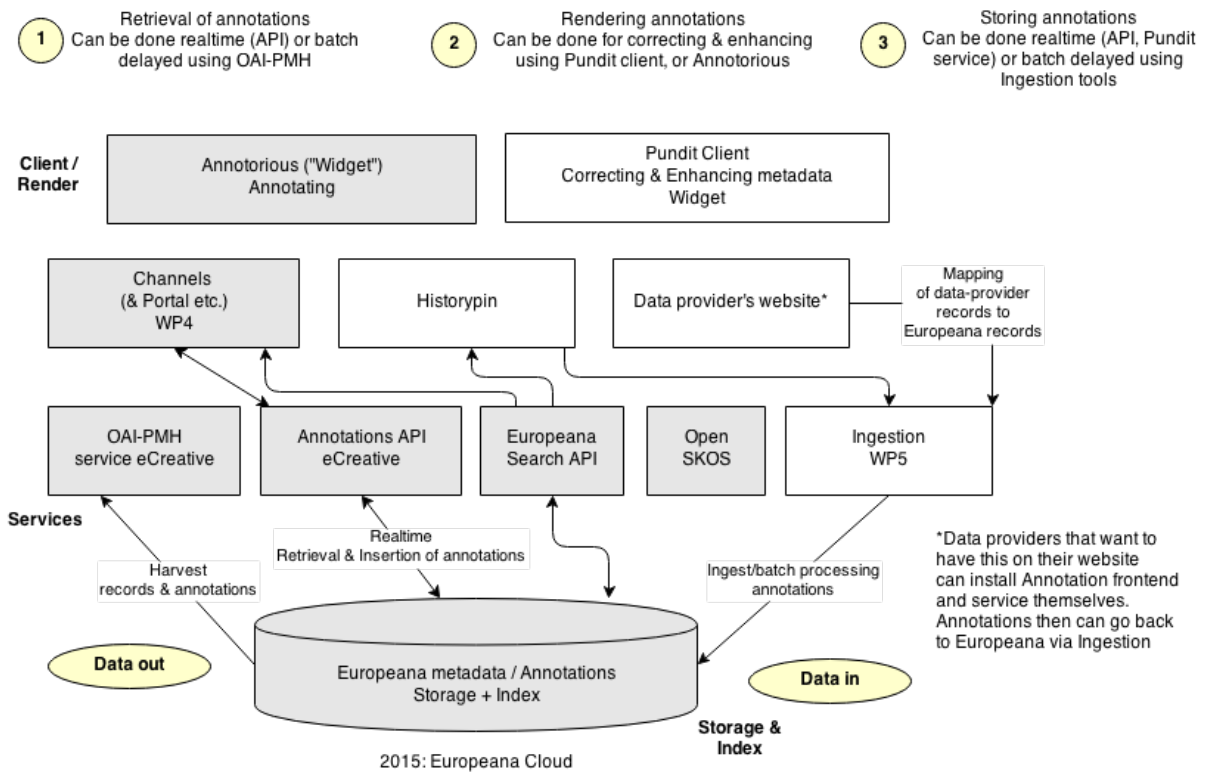 1
Retrieval of annotations
Can be done realtime (API) or batch
delayed using OAI-PMH
2
Rendering annotations
Can be done for correcting & enhancing
using Pundit client, or Annotorious
3
Storing annotations
Can be done realtime (API, Pundit
service) or batch delayed using
Ingestion tools
Client /
Render
Annotorious ("Widget")
Annotating
Pundit Client
Correcting & Enhancing metadata
Widget
Channels
(& Portal etc.)
WP4
Historypin
Data provider's website*
Mapping
of data-provider
records to
Europeana records
OAI-PMH
service eCreative
Annotations API
eCreative
Europeana
Search API
Open
SKOS
Ingestion
WP5
Services
Harvest
records & annotations
Realtime
Retrieval & Insertion of annotations
Ingest/batch processing
annotations
*Data providers that want to
have this on their website
can install Annotation frontend
and service themselves.
Annotations then can go back
to Europeana via Ingestion
Data out
Europeana metadata / Annotations
Storage + Index
Data in
Storage &
Index
2015: Europeana Cloud